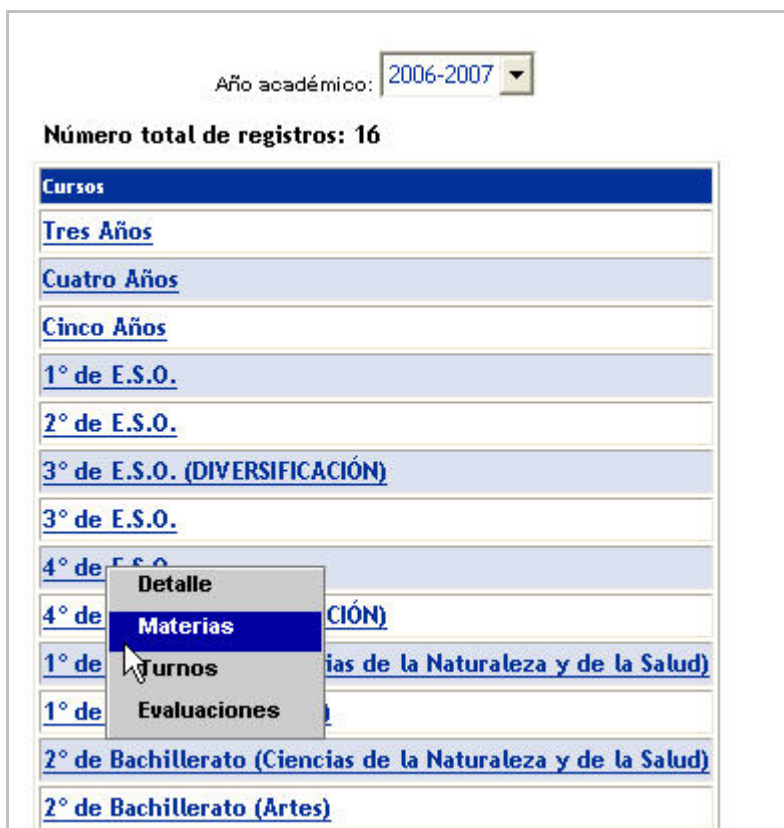 Año académico: 2006-2007
Número total de registros: 16
Cursos
Tres Años
Cuatro Años
Cinco Años
1° de E.S.O.
2° de E.S.O.
3° de E.S.O. (DIVERSIFICACIÓN)
3° de E.S.O.
4° de E.S.O.
Detalle
4° de CIÓN)
Materias
1° de ias de la Naturaleza y de la Salud)
Turnos
1° de )
Evaluaciones
2° de Bachillerato (Ciencias de la Naturaleza y de la Salud)
2° de Bachillerato (Artes)